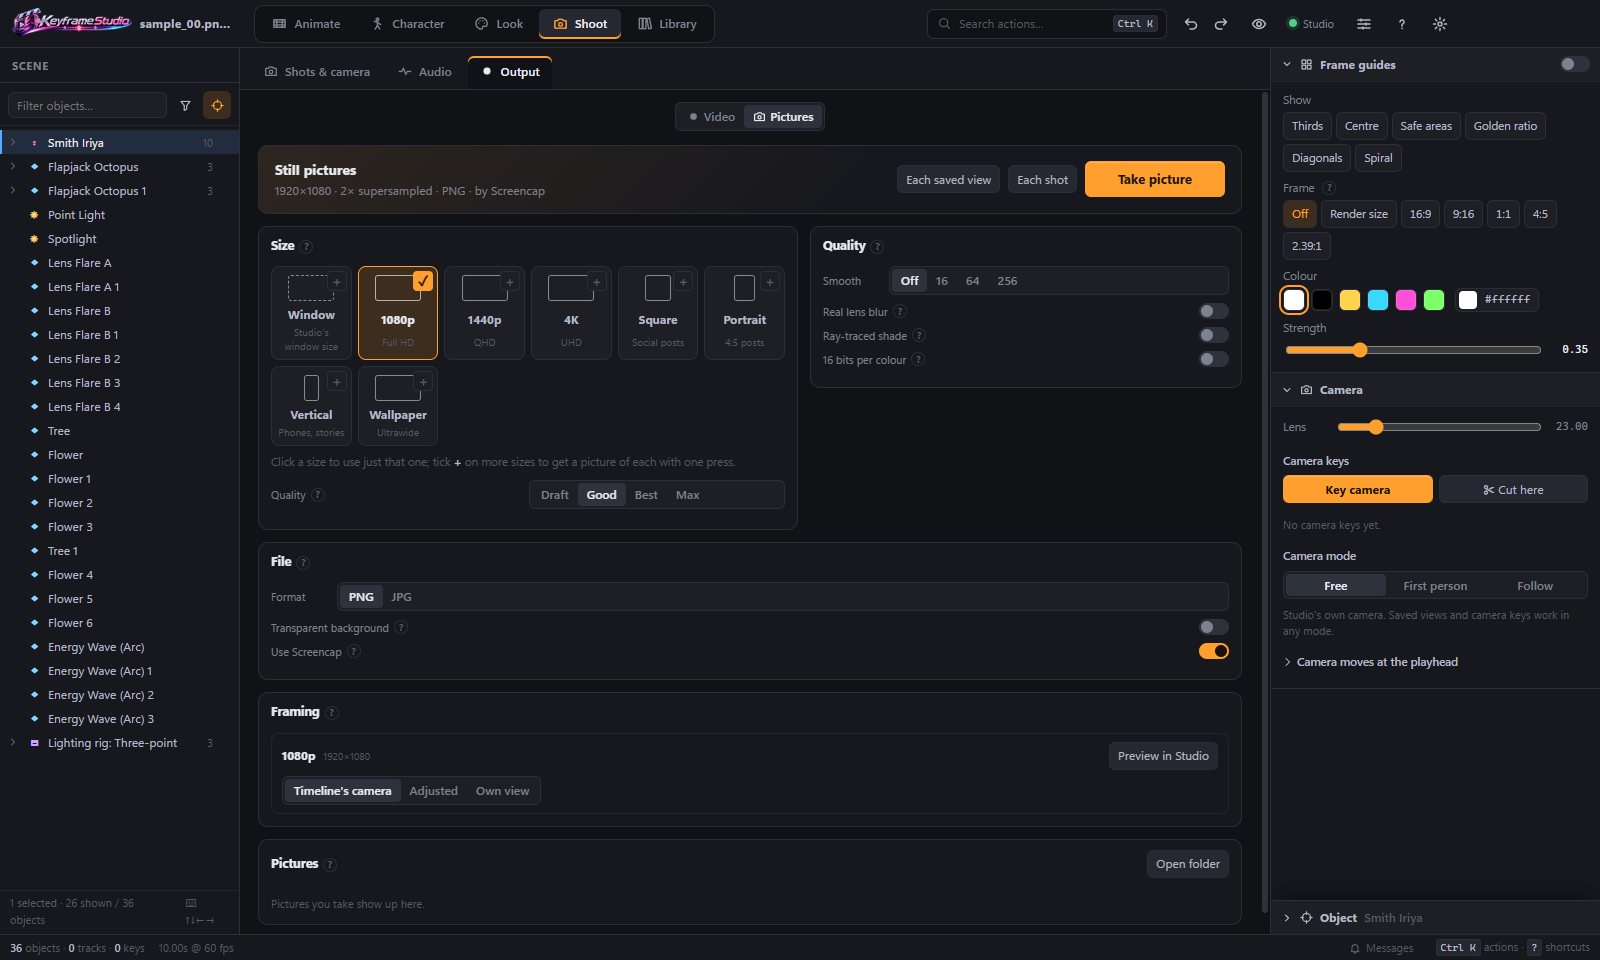 KeyframeStudio
sample_00.pn...
Animate
Character
Look
Shoot
Library
Search actions...
Ctrl K
Studio
?
SCENE
Filter objects...
Smith Iriya 10
Flapjack Octopus 3
Flapjack Octopus 1 3
Point Light
Spotlight
Lens Flare A
Lens Flare A 1
Lens Flare B
Lens Flare B 1
Lens Flare B 2
Lens Flare B 3
Lens Flare B 4
Tree
Flower
Flower 1
Flower 2
Flower 3
Tree 1
Flower 4
Flower 5
Flower 6
Energy Wave (Arc)
Energy Wave (Arc) 1
Energy Wave (Arc) 2
Energy Wave (Arc) 3
Lighting rig: Three-point 3
1 selected · 26 shown / 36
objects
↑↓←→
Shots & camera
Audio
Output
Video
Pictures
Still pictures
1920×1080 · 2× supersampled · PNG · by Screencap
Each saved view
Each shot
Take picture
Size ?
Window
Studio's
window size
1080p
Full HD
1440p
QHD
4K
UHD
Square
Social posts
Portrait
4:5 posts
Vertical
Phones, stories
Wallpaper
Ultrawide
Click a size to use just that one; tick + on more sizes to get a picture of each with one press.
Quality ?
Draft Good Best Max
Quality ?
Smooth Off 16 64 256
Real lens blur ?
Ray-traced shade ?
16 bits per colour ?
File ?
Format PNG JPG
Transparent background ?
Use Screencap ?
Framing ?
1080p 1920×1080
Preview in Studio
Timeline's camera Adjusted Own view
Pictures ?
Open folder
Pictures you take show up here.
Frame guides
Show
Thirds Centre Safe areas Golden ratio
Diagonals Spiral
Frame ?
Off Render size 16:9 9:16 1:1 4:5
2.39:1
Colour
#ffffff
Strength
0.35
Camera
Lens 23.00
Camera keys
Key camera
Cut here
No camera keys yet.
Camera mode
Free First person Follow
Studio's own camera. Saved views and camera keys work in
any mode.
Camera moves at the playhead
Object Smith Iriya
36 objects · 0 tracks · 0 keys 10.00s @ 60 fps
Messages
Ctrl K actions · ? shortcuts